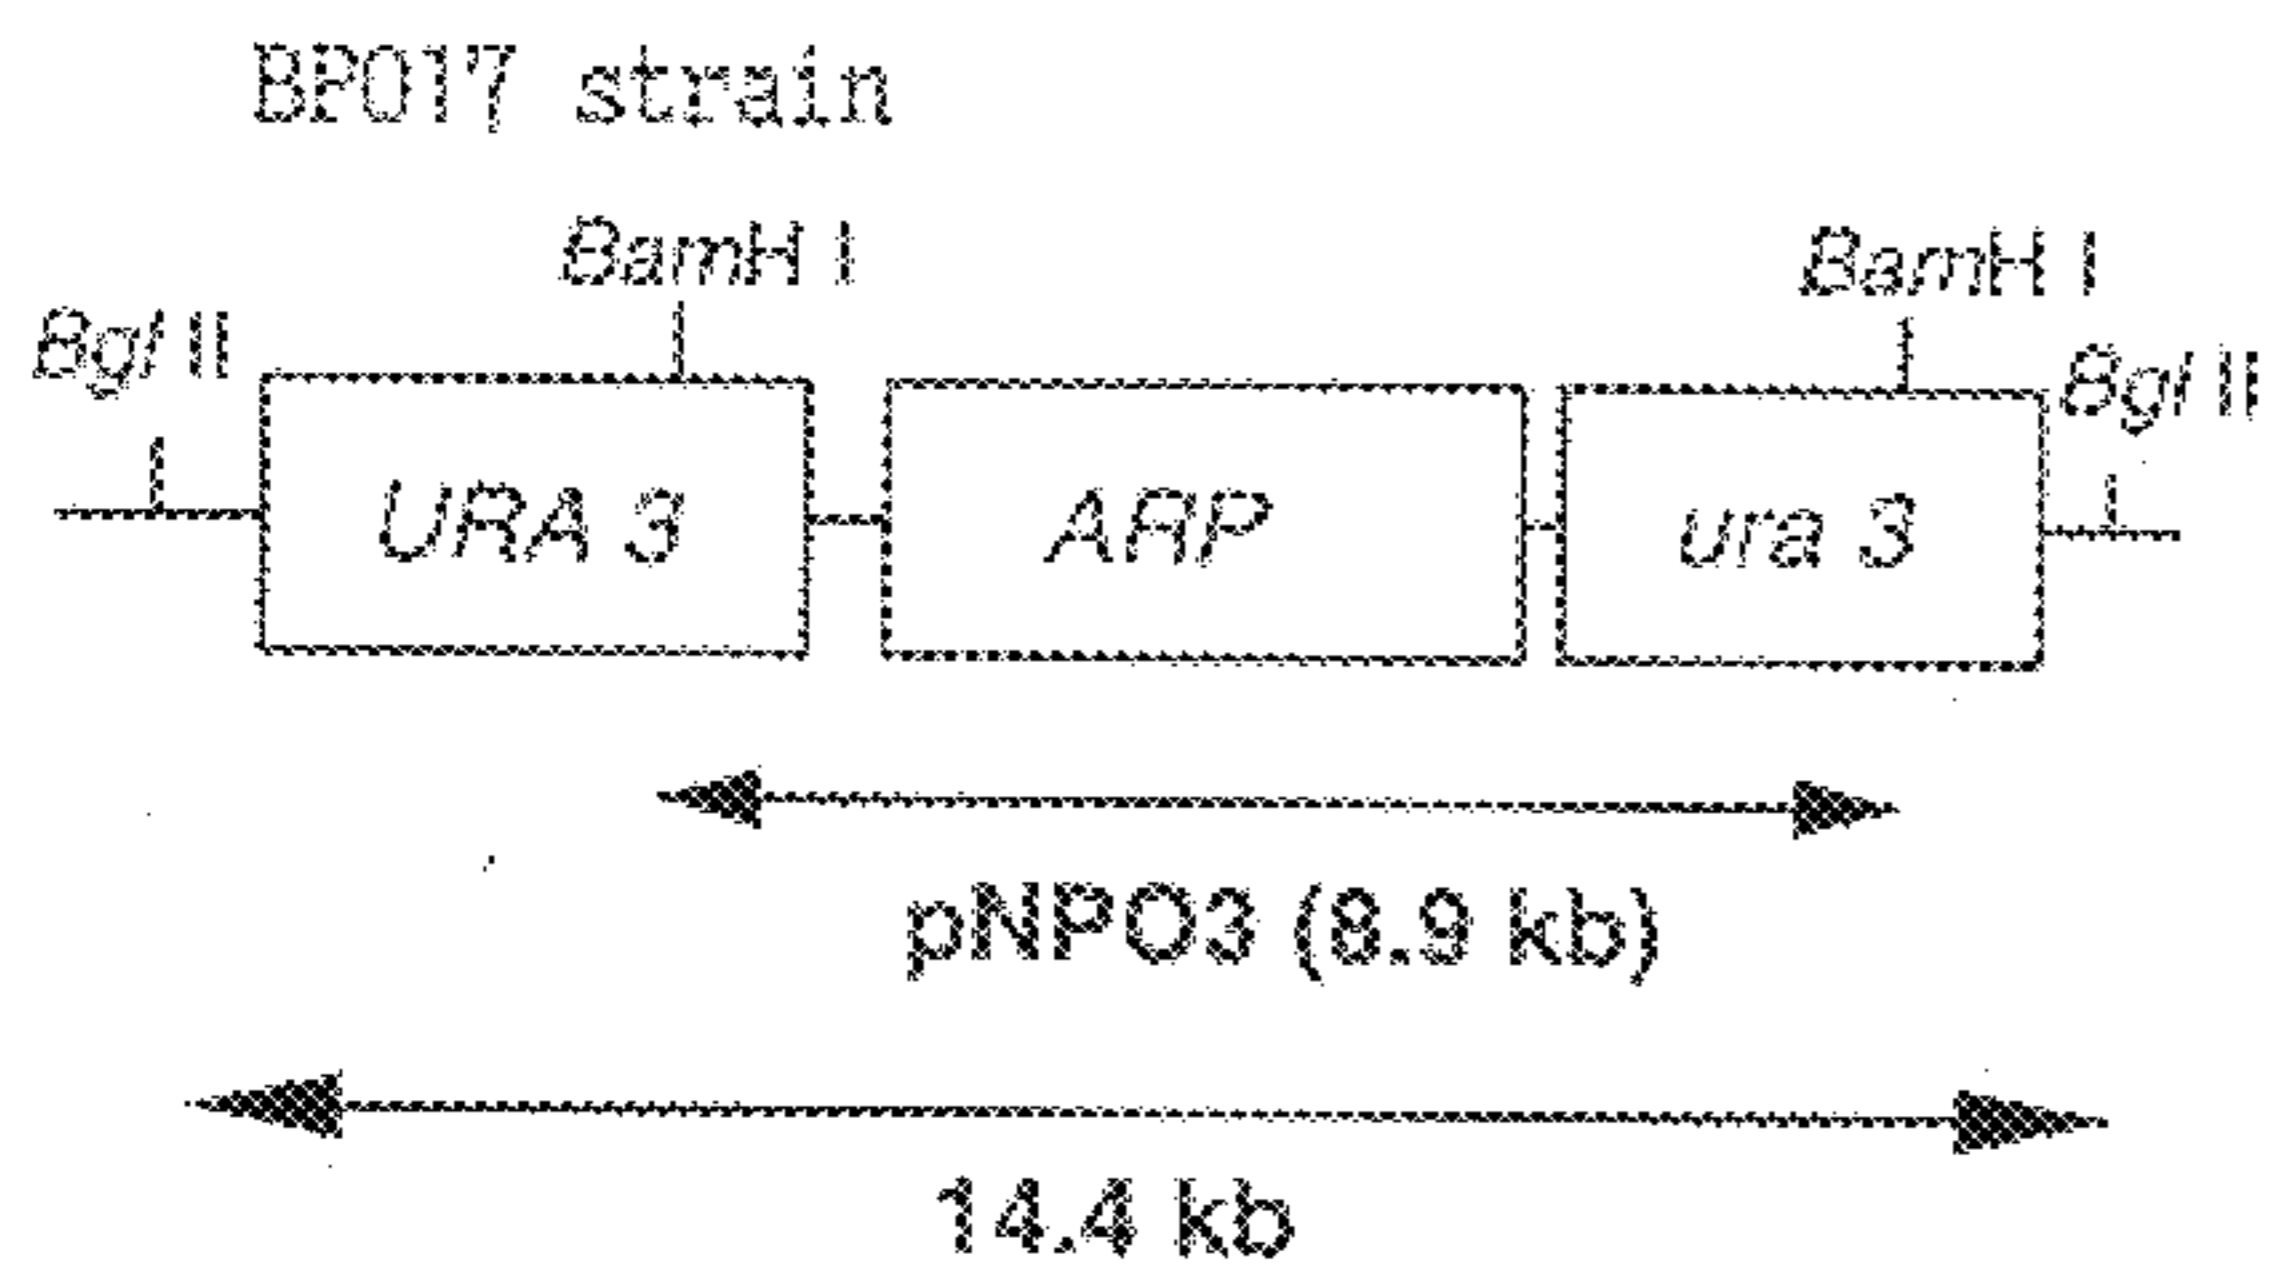 BP017 strain
BamH I
BamH I
Bgl II
Bgl II
URA 3
ARP
ura 3
pNPO3 (8.9 kb)
14.4 kb